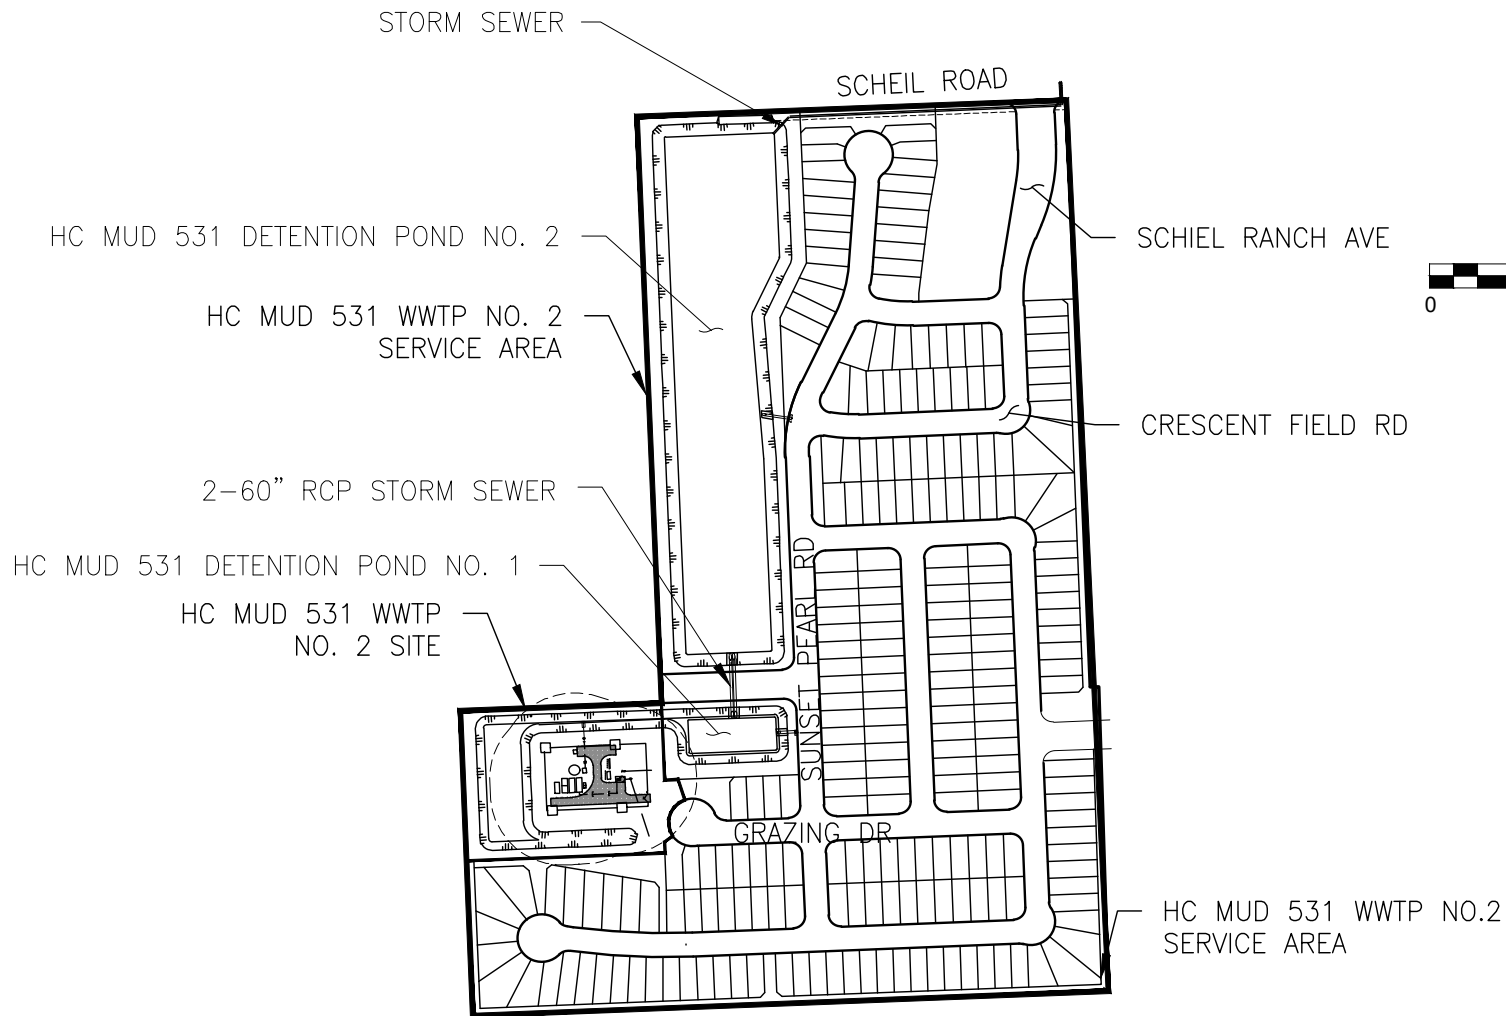 STORM SEWER
SCHEIL ROAD
HC MUD 531 DETENTION POND NO. 2
SCHIEL RANCH AVE
HC MUD 531 WWTP NO. 2
SERVICE AREA
0
CRESCENT FIELD RD
2-60" RCP STORM SEWER
HC MUD 531 DETENTION POND NO. 1
SUNSET PEARL RD
HC MUD 531 WWTP
NO. 2 SITE
GRAZING DR
HC MUD 531 WWTP NO.2
SERVICE AREA